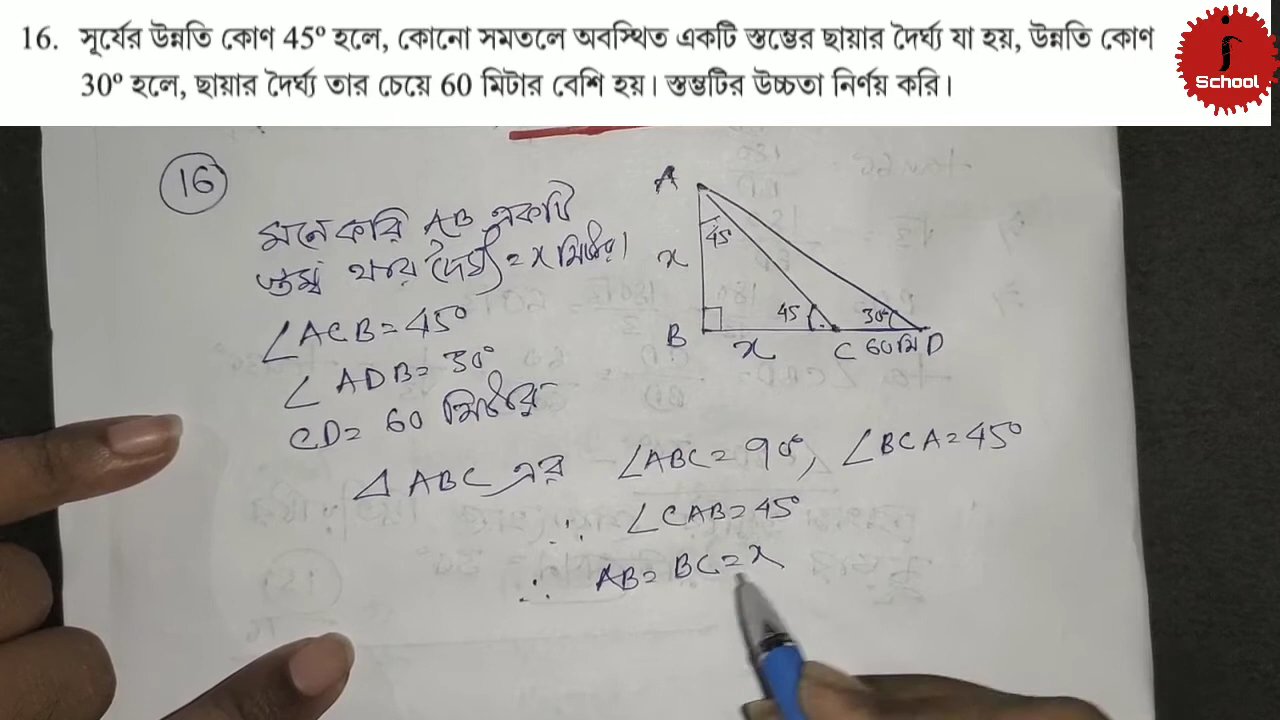 16. সূর্যের উন্নতি কোণ 45° হলে, কোনো সমতলে অবস্থিত একটি স্তম্ভের ছায়ার দৈর্ঘ্য যা হয়, উন্নতি কোণ
30° হলে, ছায়ার দৈর্ঘ্য তার চেয়ে 60 মিটার বেশি হয়। স্তম্ভটির উচ্চতা নির্ণয় করি।
School
16
মনে করি AB একটি
স্তম্ভ যার দৈর্ঘ্য = x মিটার।
∠ACB = 45°
∠ADB = 30°
CD = 60 মিটার
A
45
x
B
45
30°
x
C 60মি D
△ ABC এর ∠ABC = 90°, ∠BCA = 45°
∴ ∠CAB = 45°
∴ AB = BC = x